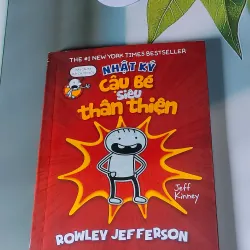 THE #1 NEW YORK TIMES BESTSELLER
NHẬT KÝ
CẬU BÉ
siêu
thân thiện
Jeff
Kinney
ROWLEY JEFFERSON